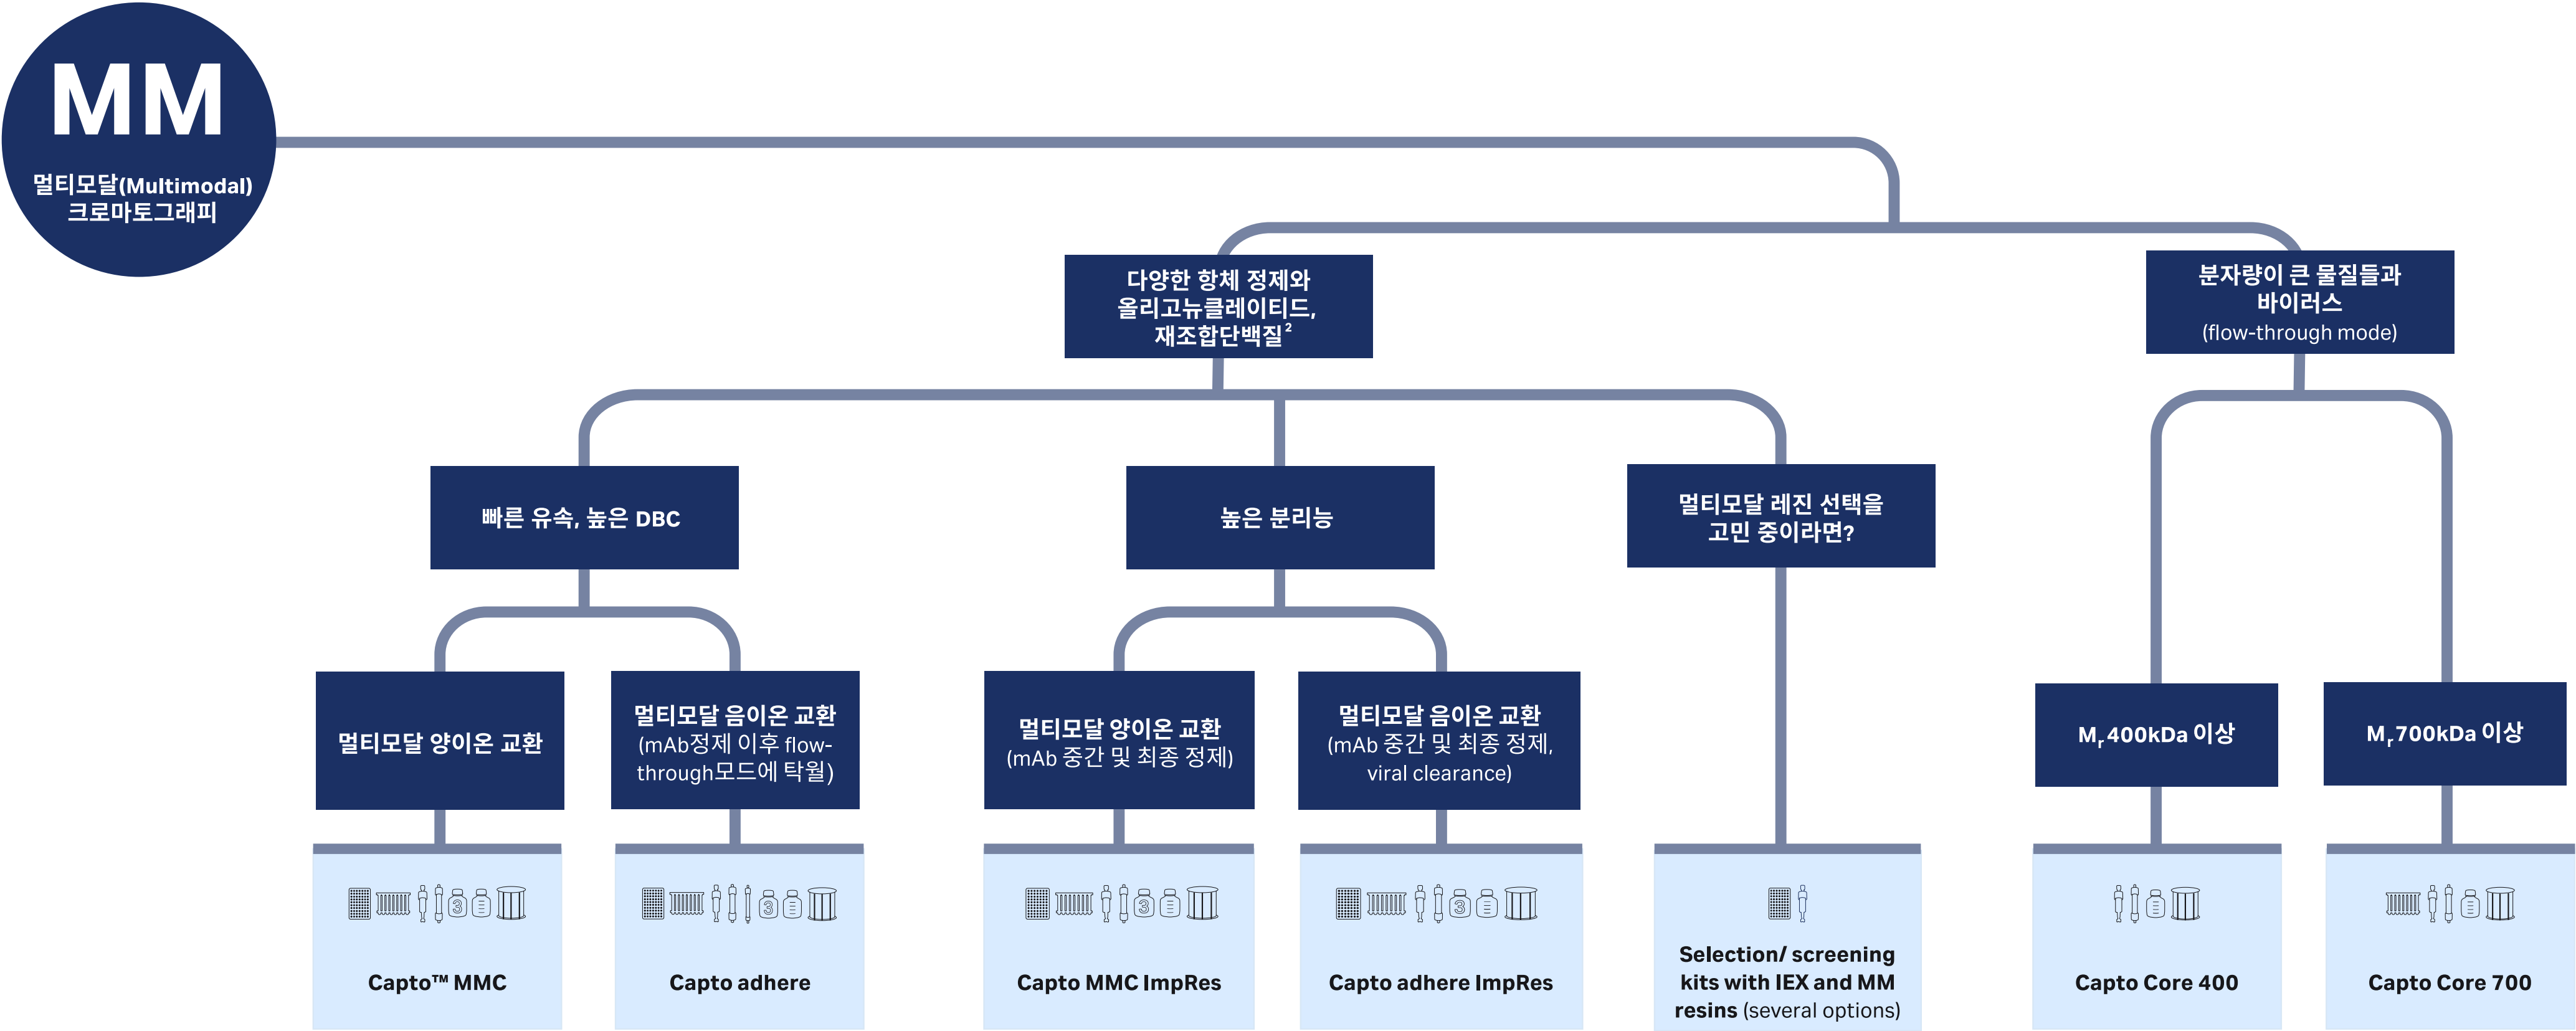 MM
멀티모달(Multimodal)
크로마토그래피
다양한 항체 정제와
올리고뉴클레이티드,
재조합단백질²
분자량이 큰 물질들과
바이러스
(flow-through mode)
빠른 유속, 높은 DBC
높은 분리능
멀티모달 레진 선택을
고민 중이라면?
멀티모달 양이온 교환
멀티모달 음이온 교환
(mAb정제 이후 flow-
through모드에 탁월)
멀티모달 양이온 교환
(mAb 중간 및 최종 정제)
멀티모달 음이온 교환
(mAb 중간 및 최종 정제,
viral clearance)
Mr 400kDa 이상
Mr 700kDa 이상
3
3
3
3
Capto™ MMC
Capto adhere
Capto MMC ImpRes
Capto adhere ImpRes
Selection/ screening
kits with IEX and MM
resins (several options)
Capto Core 400
Capto Core 700